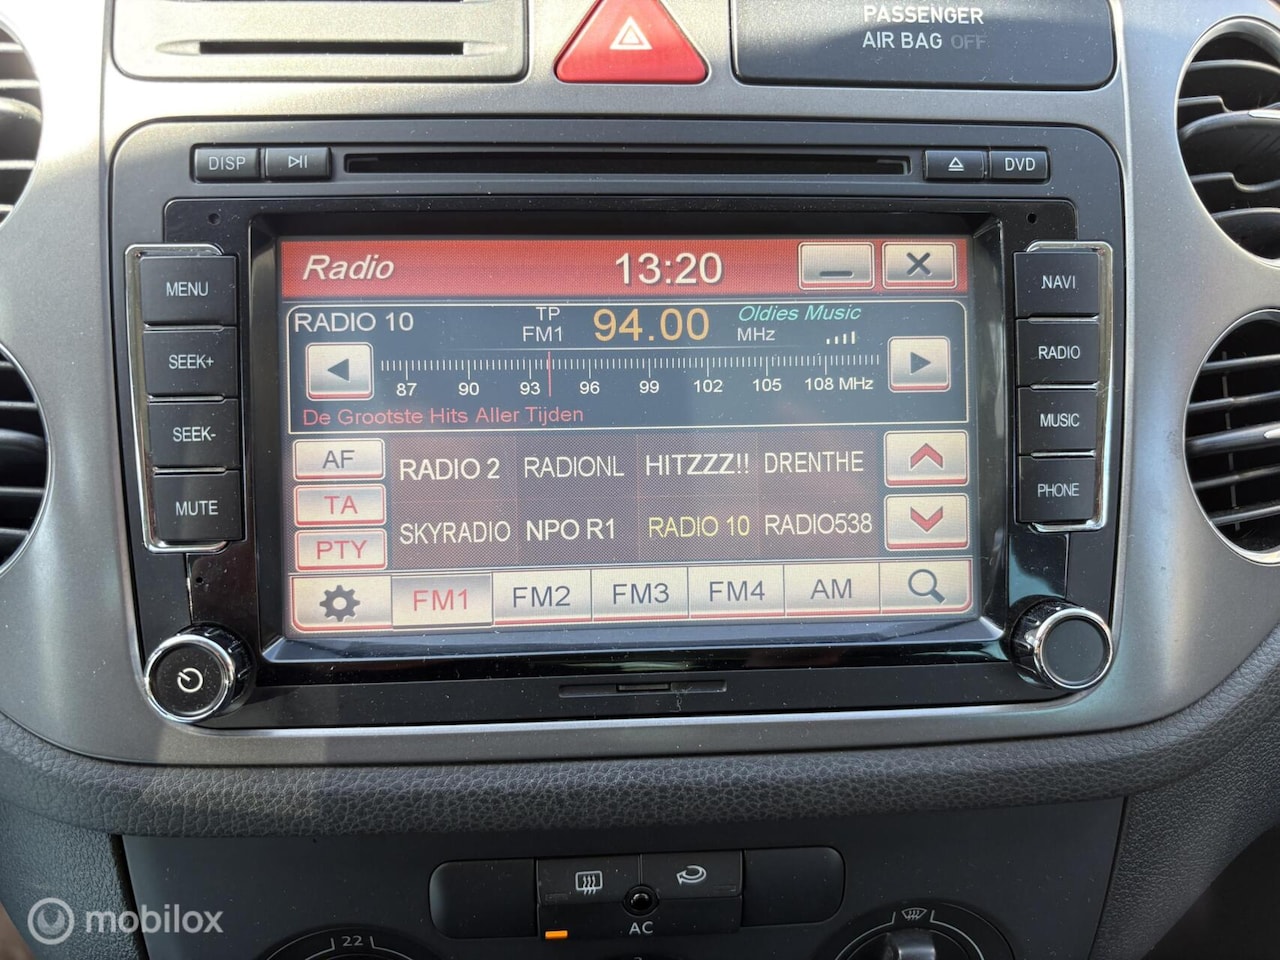 PASSENGER
AIR BAG OFF
DISP
DVD
Radio 13:20
MENU
SEEK+
SEEK-
MUTE
NAVI
RADIO
MUSIC
PHONE
RADIO 10 TP FM1 94.00 MHz Oldies Music
87 90 93 96 99 102 105 108 MHz
De Grootste Hits Aller Tijden
AF RADIO 2 RADIONL HITZZZ!! DRENTHE
TA
SKYRADIO NPO R1 RADIO 10 RADIO538
PTY
FM1 FM2 FM3 FM4 AM
AC
22
mobilox